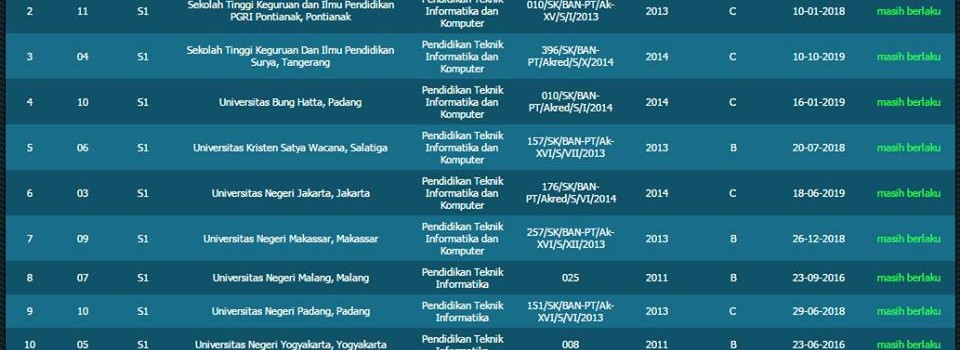 2 11 S1 Sekolah Tinggi Keguruan dan Ilmu Pendidikan PGRI Pontianak, Pontianak Pendidikan Teknik Informatika dan Komputer 010/SK/BAN-PT/Ak-XV/S/I/2013 2013 C 10-01-2018 masih berlaku
3 04 S1 Sekolah Tinggi Keguruan Dan Ilmu Pendidikan Surya, Tangerang Pendidikan Teknik Informatika dan Komputer 396/SK/BAN-PT/Akred/S/X/2014 2014 C 10-10-2019 masih berlaku
4 10 S1 Universitas Bung Hatta, Padang Pendidikan Teknik Informatika dan Komputer 010/SK/BAN-PT/Akred/S/I/2014 2014 C 16-01-2019 masih berlaku
5 06 S1 Universitas Kristen Satya Wacana, Salatiga Pendidikan Teknik Informatika dan Komputer 157/SK/BAN-PT/Ak-XVI/S/VII/2013 2013 B 20-07-2018 masih berlaku
6 03 S1 Universitas Negeri Jakarta, Jakarta Pendidikan Teknik Informatika dan Komputer 176/SK/BAN-PT/Akred/S/VI/2014 2014 C 18-06-2019 masih berlaku
7 09 S1 Universitas Negeri Makassar, Makassar Pendidikan Teknik Informatika dan Komputer 257/SK/BAN-PT/Ak-XVI/S/XII/2013 2013 B 26-12-2018 masih berlaku
8 07 S1 Universitas Negeri Malang, Malang Pendidikan Teknik Informatika 025 2011 B 23-09-2016 masih berlaku
9 10 S1 Universitas Negeri Padang, Padang Pendidikan Teknik Informatika 151/SK/BAN-PT/Ak-XVI/S/VI/2013 2013 C 29-06-2018 masih berlaku
10 05 S1 Universitas Negeri Yogyakarta, Yogyakarta Pendidikan Teknik 008 2011 B 23-06-2016 masih berlaku